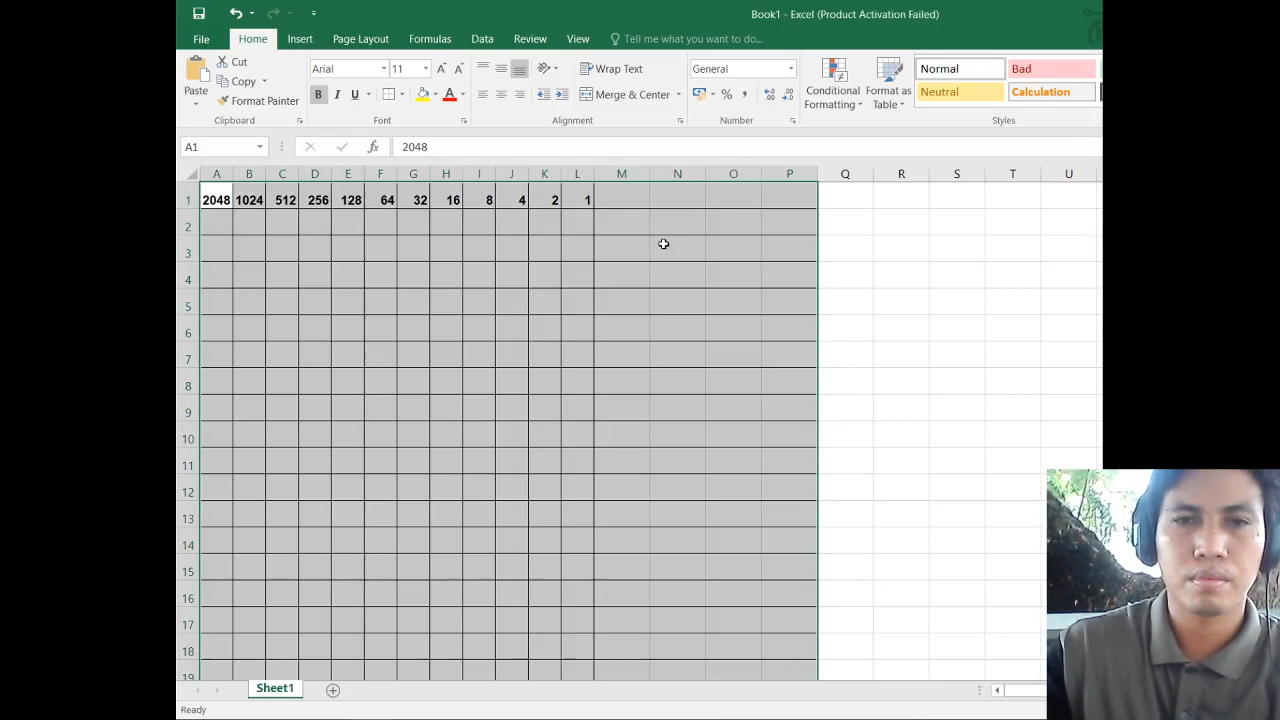 Book1 - Excel (Product Activation Failed)
File Home Insert Page Layout Formulas Data Review View Tell me what you want to do...
Paste
Cut
Copy
Format Painter
Clipboard
Arial 11
B I U
Font
Wrap Text
Merge & Center
Alignment
General
% ,
Number
Conditional Formatting
Format as Table
Normal Bad
Neutral Calculation
Styles
A1 fx 2048
A B C D E F G H I J K L M N O P Q R S T U
1 2048 1024 512 256 128 64 32 16 8 4 2 1
2
3
4
5
6
7
8
9
10
11
12
13
14
15
16
17
18
19
Sheet1
Ready